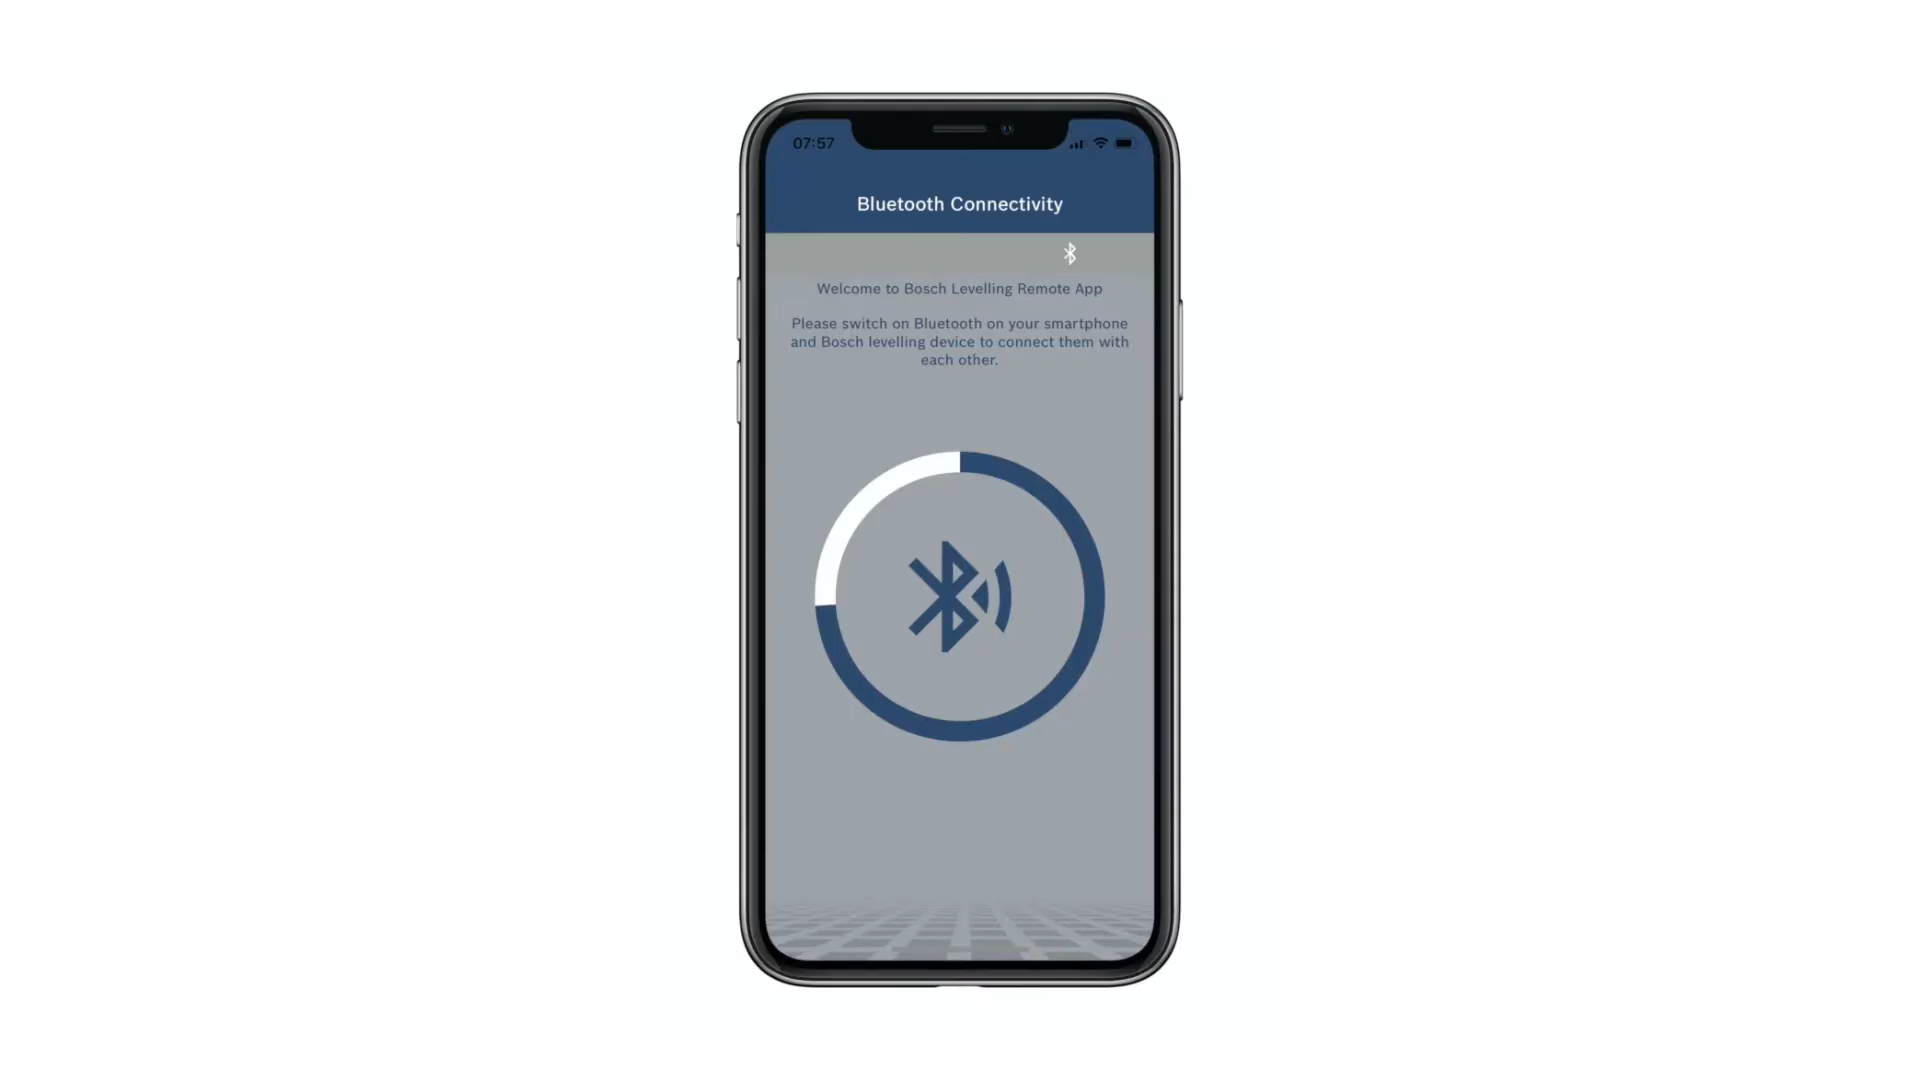 07:57
Bluetooth Connectivity
Welcome to Bosch Levelling Remote App
Please switch on Bluetooth on your smartphone
and Bosch levelling device to connect them with
each other.